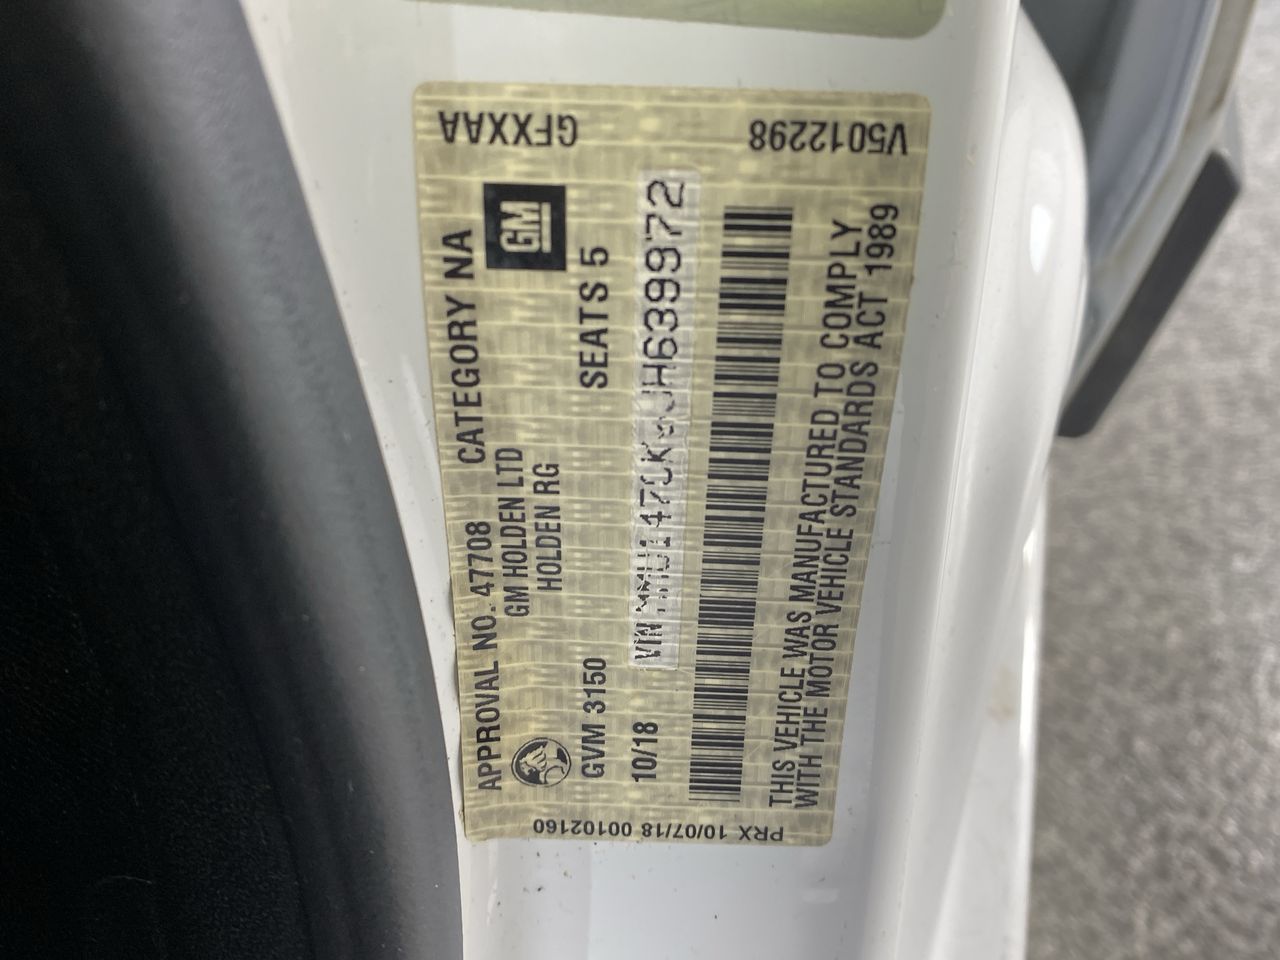 APPROVAL NO. 47708 CATEGORY NA
GM HOLDEN LTD
HOLDEN RG
GM
GVM 3150 SEATS 5
10/18 VIN
THIS VEHICLE WAS MANUFACTURED TO COMPLY
WITH THE MOTOR VEHICLE STANDARDS ACT 1989
GFXXAA
V5012298
PRX 10/07/18 00102160